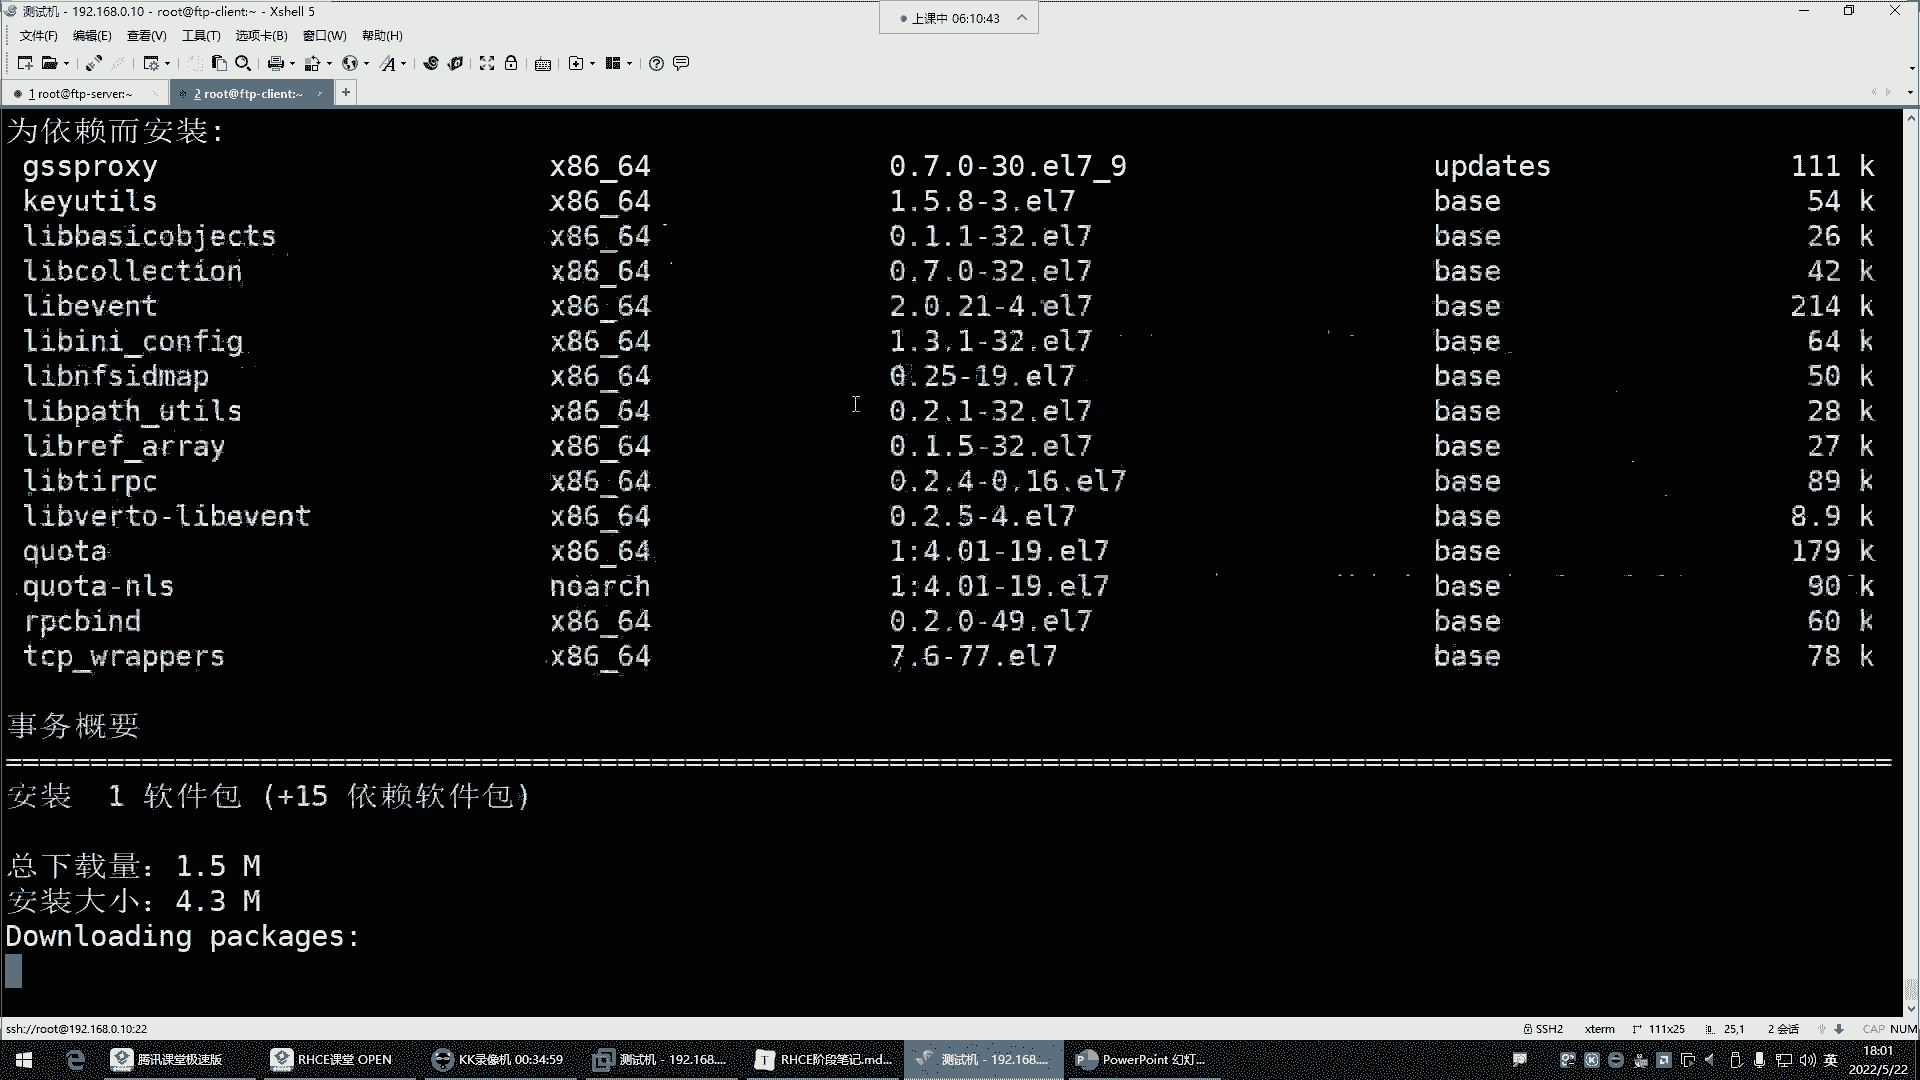 测试机 - 192.168.0.10 - root@ftp-client:~ - Xshell 5
上课中 06:10:43
文件(F) 编辑(E) 查看(V) 工具(T) 选项卡(B) 窗口(W) 帮助(H)
1 root@ftp-server:~ 2 root@ftp-client:~
为依赖而安装:
gssproxy x86_64 0.7.0-30.el7_9 updates 111 k
keyutils x86_64 1.5.8-3.el7 base 54 k
libbasicobjects x86_64 0.1.1-32.el7 base 26 k
libcollection x86_64 0.7.0-32.el7 base 42 k
libevent x86_64 2.0.21-4.el7 base 214 k
libini_config x86_64 1.3.1-32.el7 base 64 k
libnfsidmap x86_64 0.25-19.el7 base 50 k
libpath_utils x86_64 0.2.1-32.el7 base 28 k
libref_array x86_64 0.1.5-32.el7 base 27 k
libtirpc x86_64 0.2.4-0.16.el7 base 89 k
libverto-libevent x86_64 0.2.5-4.el7 base 8.9 k
quota x86_64 1:4.01-19.el7 base 179 k
quota-nls noarch 1:4.01-19.el7 base 90 k
rpcbind x86_64 0.2.0-49.el7 base 60 k
tcp_wrappers x86_64 7.6-77.el7 base 78 k
事务概要
================================================================================================================
安装 1 软件包 (+15 依赖软件包)
总下载量：1.5 M
安装大小：4.3 M
Downloading packages:
ssh://root@192.168.0.10:22 SSH2 xterm 111x25 25,1 2 会话 CAP NUM
腾讯课堂极速版 RHCE课堂 OPEN KK录像机 00:34:59 测试机 - 192.168.... RHCE阶段笔记.md... 测试机 - 192.168.... PowerPoint 幻灯... 英 18:01
2022/5/22